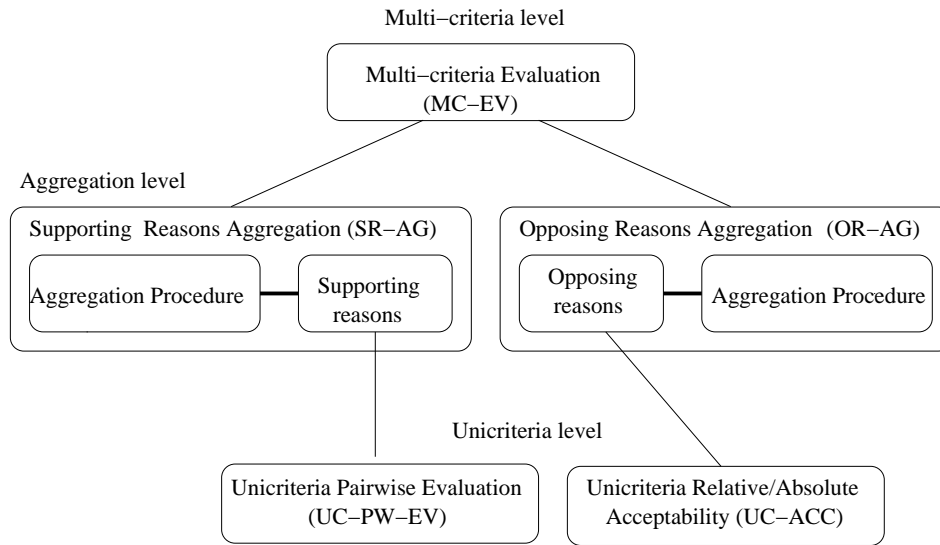 Multi−criteria level
Multi−criteria Evaluation
(MC−EV)
Aggregation level
Supporting Reasons Aggregation (SR−AG)
Aggregation Procedure
Supporting
reasons
Opposing Reasons Aggregation (OR−AG)
Opposing
reasons
Aggregation Procedure
Unicriteria level
Unicriteria Pairwise Evaluation
(UC−PW−EV)
Unicriteria Relative/Absolute
Acceptability (UC−ACC)